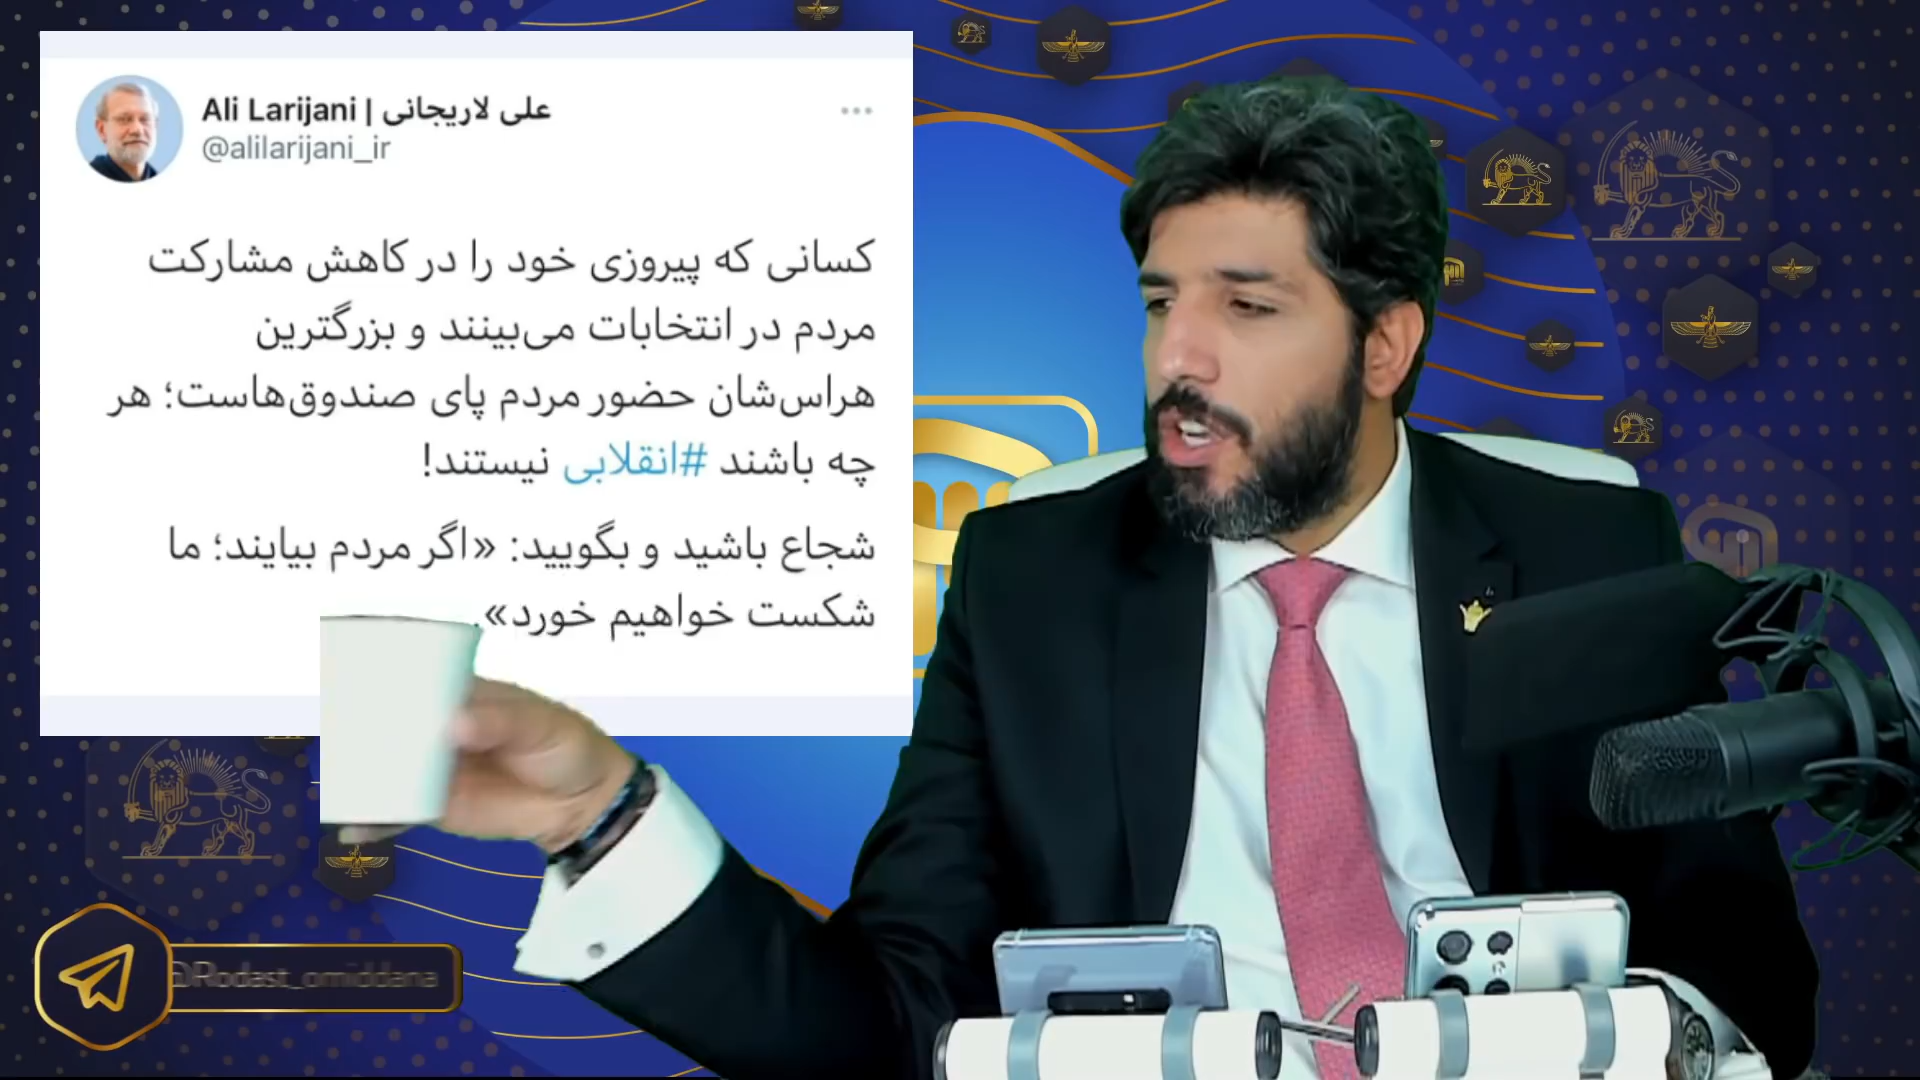 Ali Larijani | علی لاریجانی
@alilarijani_ir
کسانی که پیروزی خود را در کاهش مشارکت
مردم در انتخابات می‌بینند و بزرگترین
هراس‌شان حضور مردم پای صندوق‌هاست؛ هر
چه باشند #انقلابی نیستند!
شجاع باشید و بگویید: «اگر مردم بیایند؛ ما
شکست خواهیم خورد».
@Rodast_omiddana